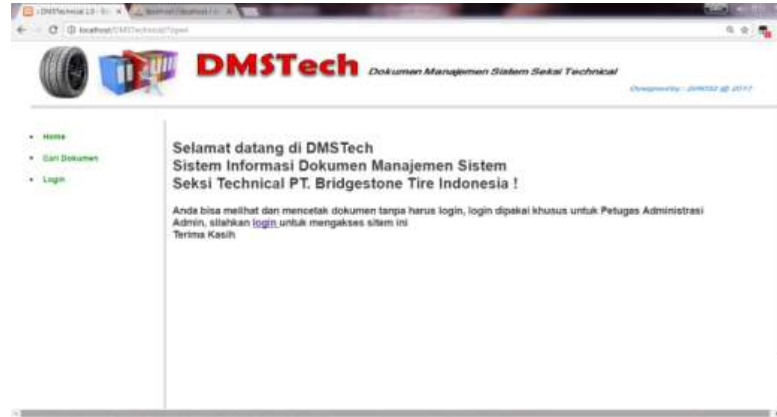 DMSTech Dokumen Manajemen Sistem Seksi Technical
Home
Cari Dokumen
Login
Selamat datang di DMSTech
Sistem Informasi Dokumen Manajemen Sistem
Seksi Technical PT. Bridgestone Tire Indonesia !
Anda bisa melihat dan mencetak dokumen tanpa harus login, login dipakai khusus untuk Petugas Administrasi
Admin, silahkan login untuk mengakses sitem ini
Terima Kasih